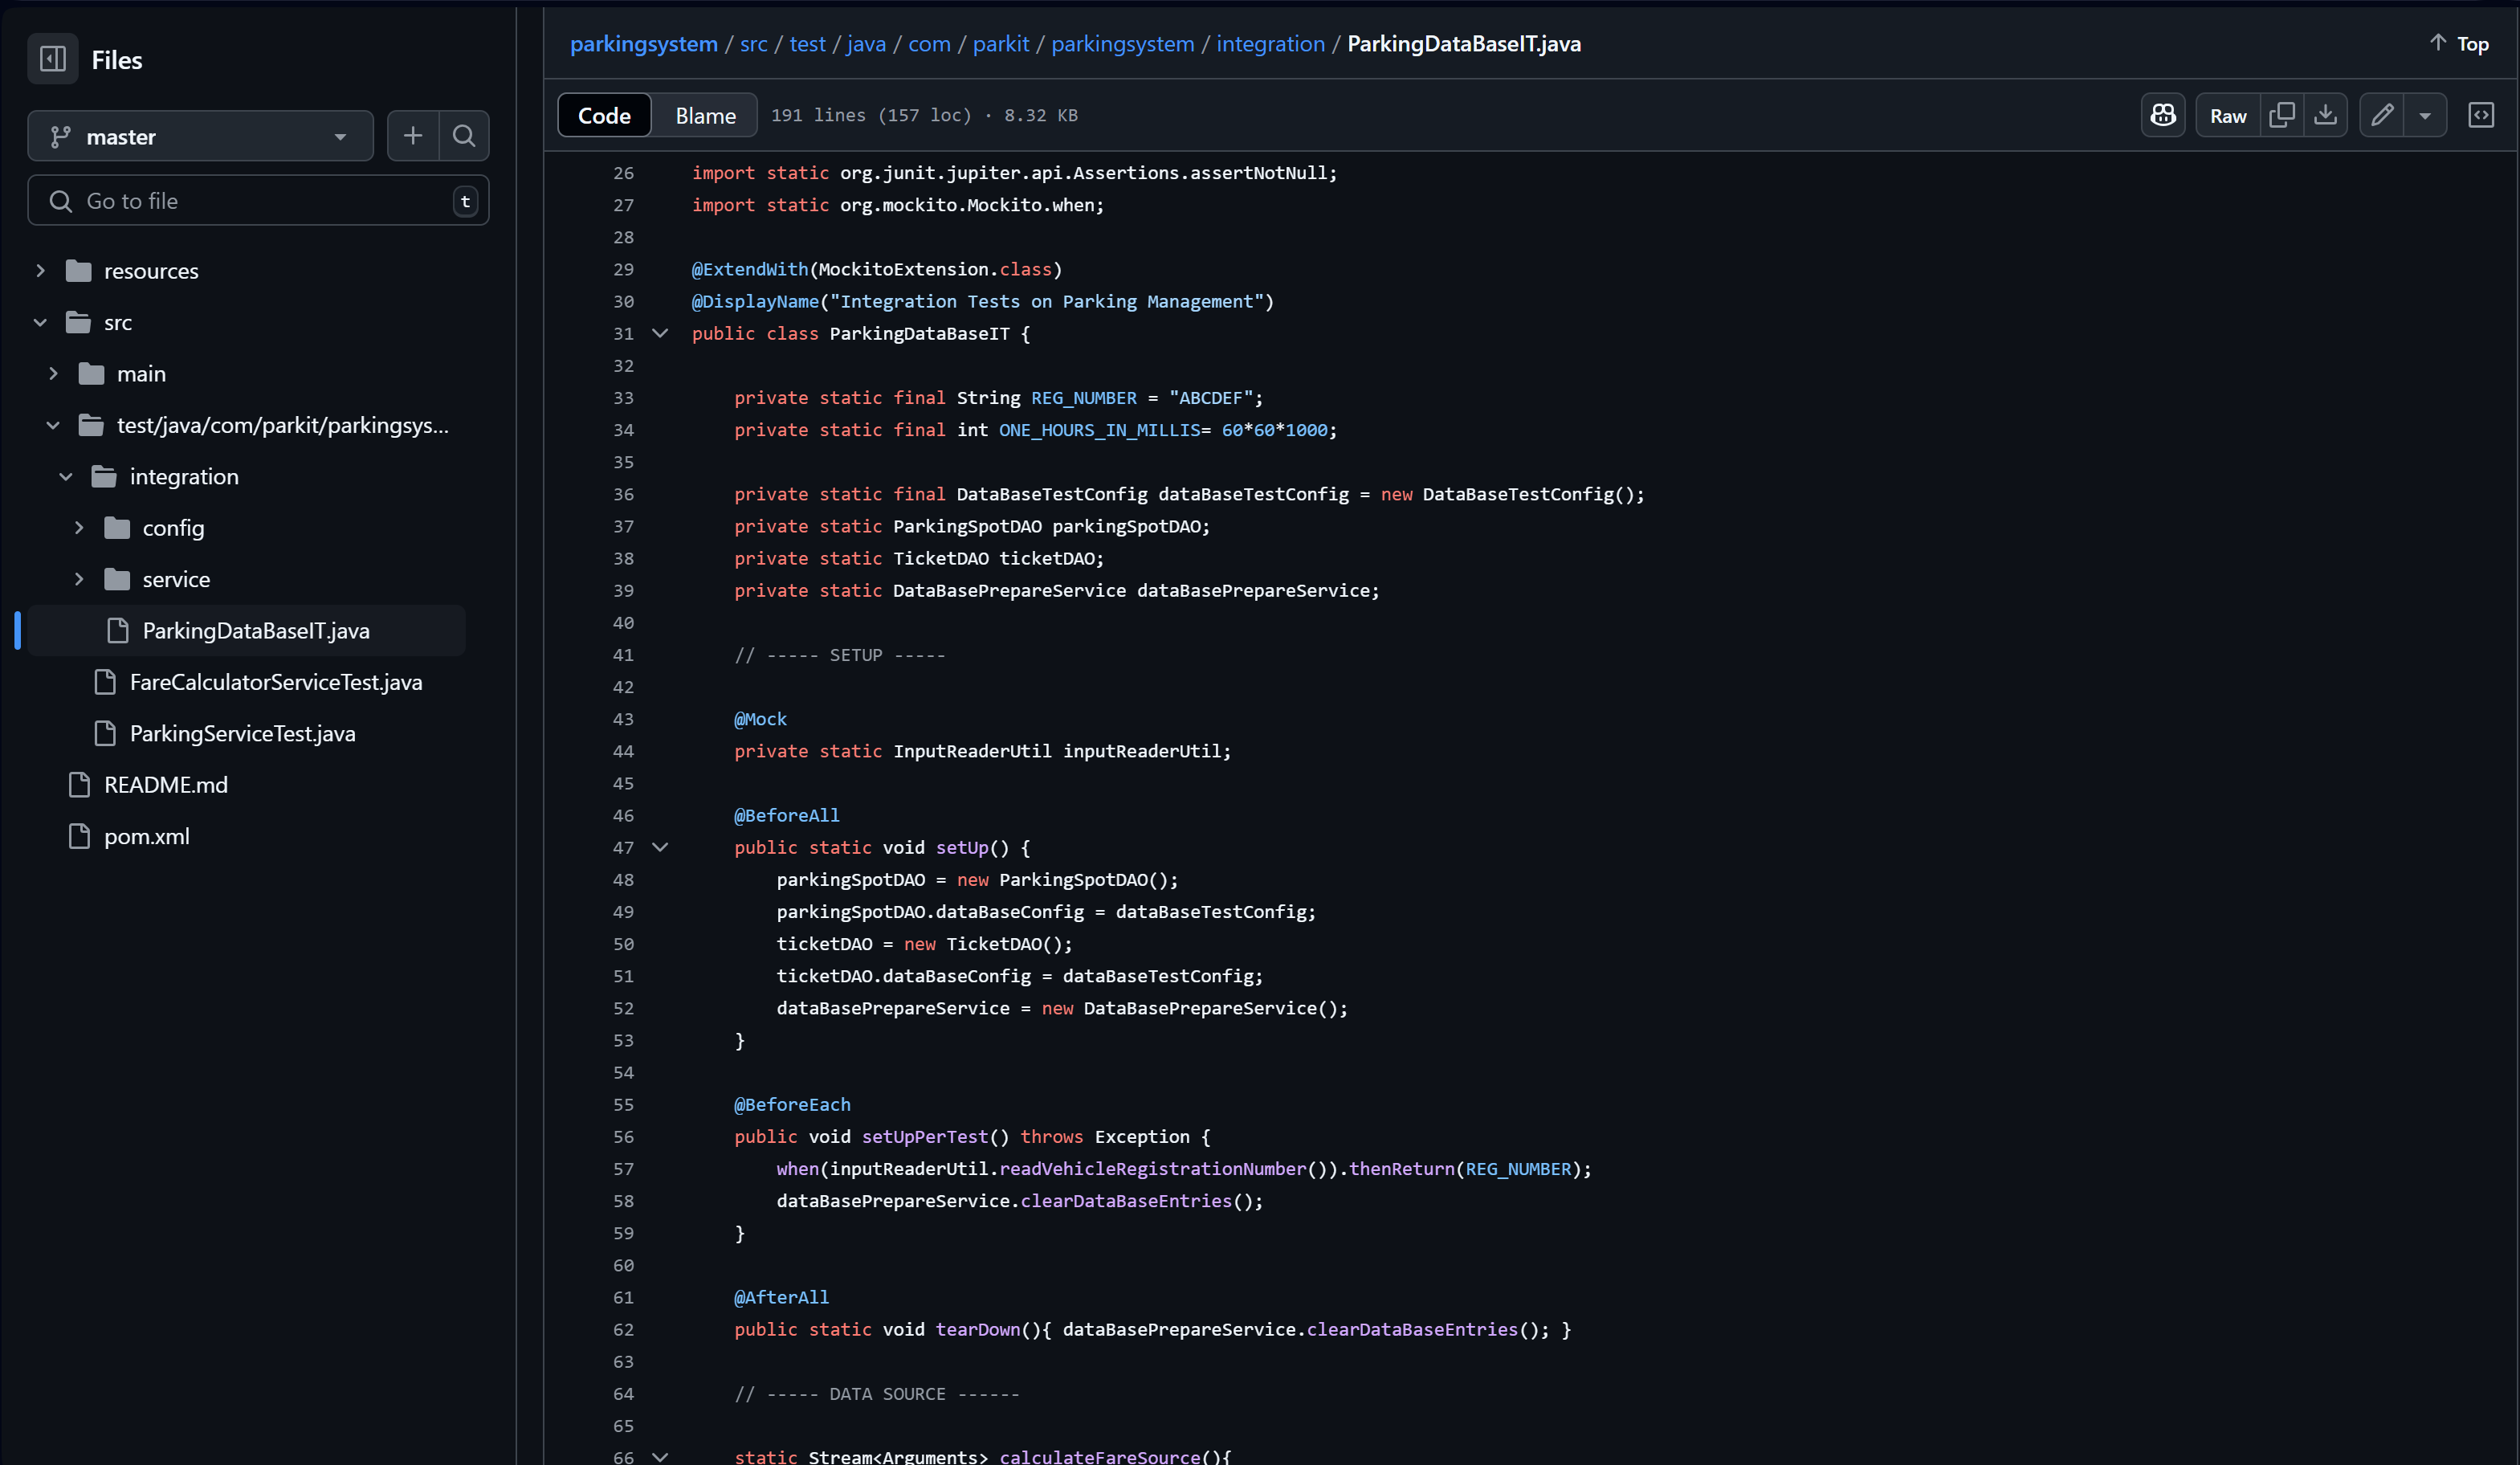 Files
master
Go to file
t
resources
src
main
test/java/com/parkit/parkingsys...
integration
config
service
ParkingDataBaseIT.java
FareCalculatorServiceTest.java
ParkingServiceTest.java
README.md
pom.xml
parkingsystem / src / test / java / com / parkit / parkingsystem / integration / ParkingDataBaseIT.java
Top
Code Blame 191 lines (157 loc) · 8.32 KB
Raw
26 import static org.junit.jupiter.api.Assertions.assertNotNull;
27 import static org.mockito.Mockito.when;
28
29 @ExtendWith(MockitoExtension.class)
30 @DisplayName("Integration Tests on Parking Management")
31 public class ParkingDataBaseIT {
32
33     private static final String REG_NUMBER = "ABCDEF";
34     private static final int ONE_HOURS_IN_MILLIS= 60*60*1000;
35
36     private static final DataBaseTestConfig dataBaseTestConfig = new DataBaseTestConfig();
37     private static ParkingSpotDAO parkingSpotDAO;
38     private static TicketDAO ticketDAO;
39     private static DataBasePrepareService dataBasePrepareService;
40
41     // ----- SETUP -----
42
43     @Mock
44     private static InputReaderUtil inputReaderUtil;
45
46     @BeforeAll
47     public static void setUp() {
48         parkingSpotDAO = new ParkingSpotDAO();
49         parkingSpotDAO.dataBaseConfig = dataBaseTestConfig;
50         ticketDAO = new TicketDAO();
51         ticketDAO.dataBaseConfig = dataBaseTestConfig;
52         dataBasePrepareService = new DataBasePrepareService();
53     }
54
55     @BeforeEach
56     public void setUpPerTest() throws Exception {
57         when(inputReaderUtil.readVehicleRegistrationNumber()).thenReturn(REG_NUMBER);
58         dataBasePrepareService.clearDataBaseEntries();
59     }
60
61     @AfterAll
62     public static void tearDown(){ dataBasePrepareService.clearDataBaseEntries(); }
63
64     // ----- DATA SOURCE ------
65
66     static Stream<Arguments> calculateFareSource(){